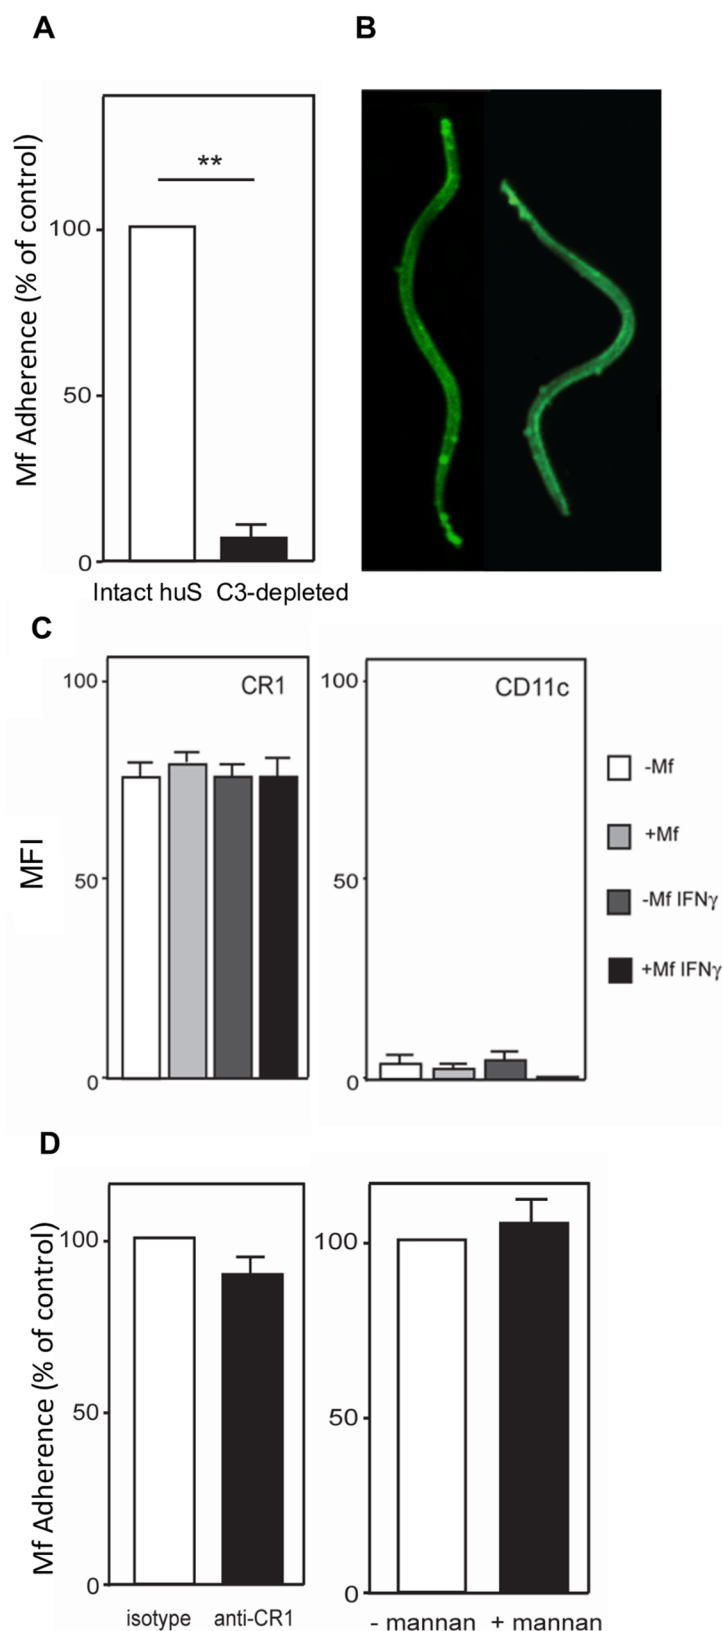 A
B
Mf Adherence (% of control)
**
100
50
0
Intact huS C3-depleted
C
MFI
100
50
0
CR1
100
50
0
CD11c
-Mf
+Mf
-Mf IFNγ
+Mf IFNγ
D
Mf Adherence (% of control)
100
50
0
isotype anti-CR1
100
50
0
- mannan + mannan